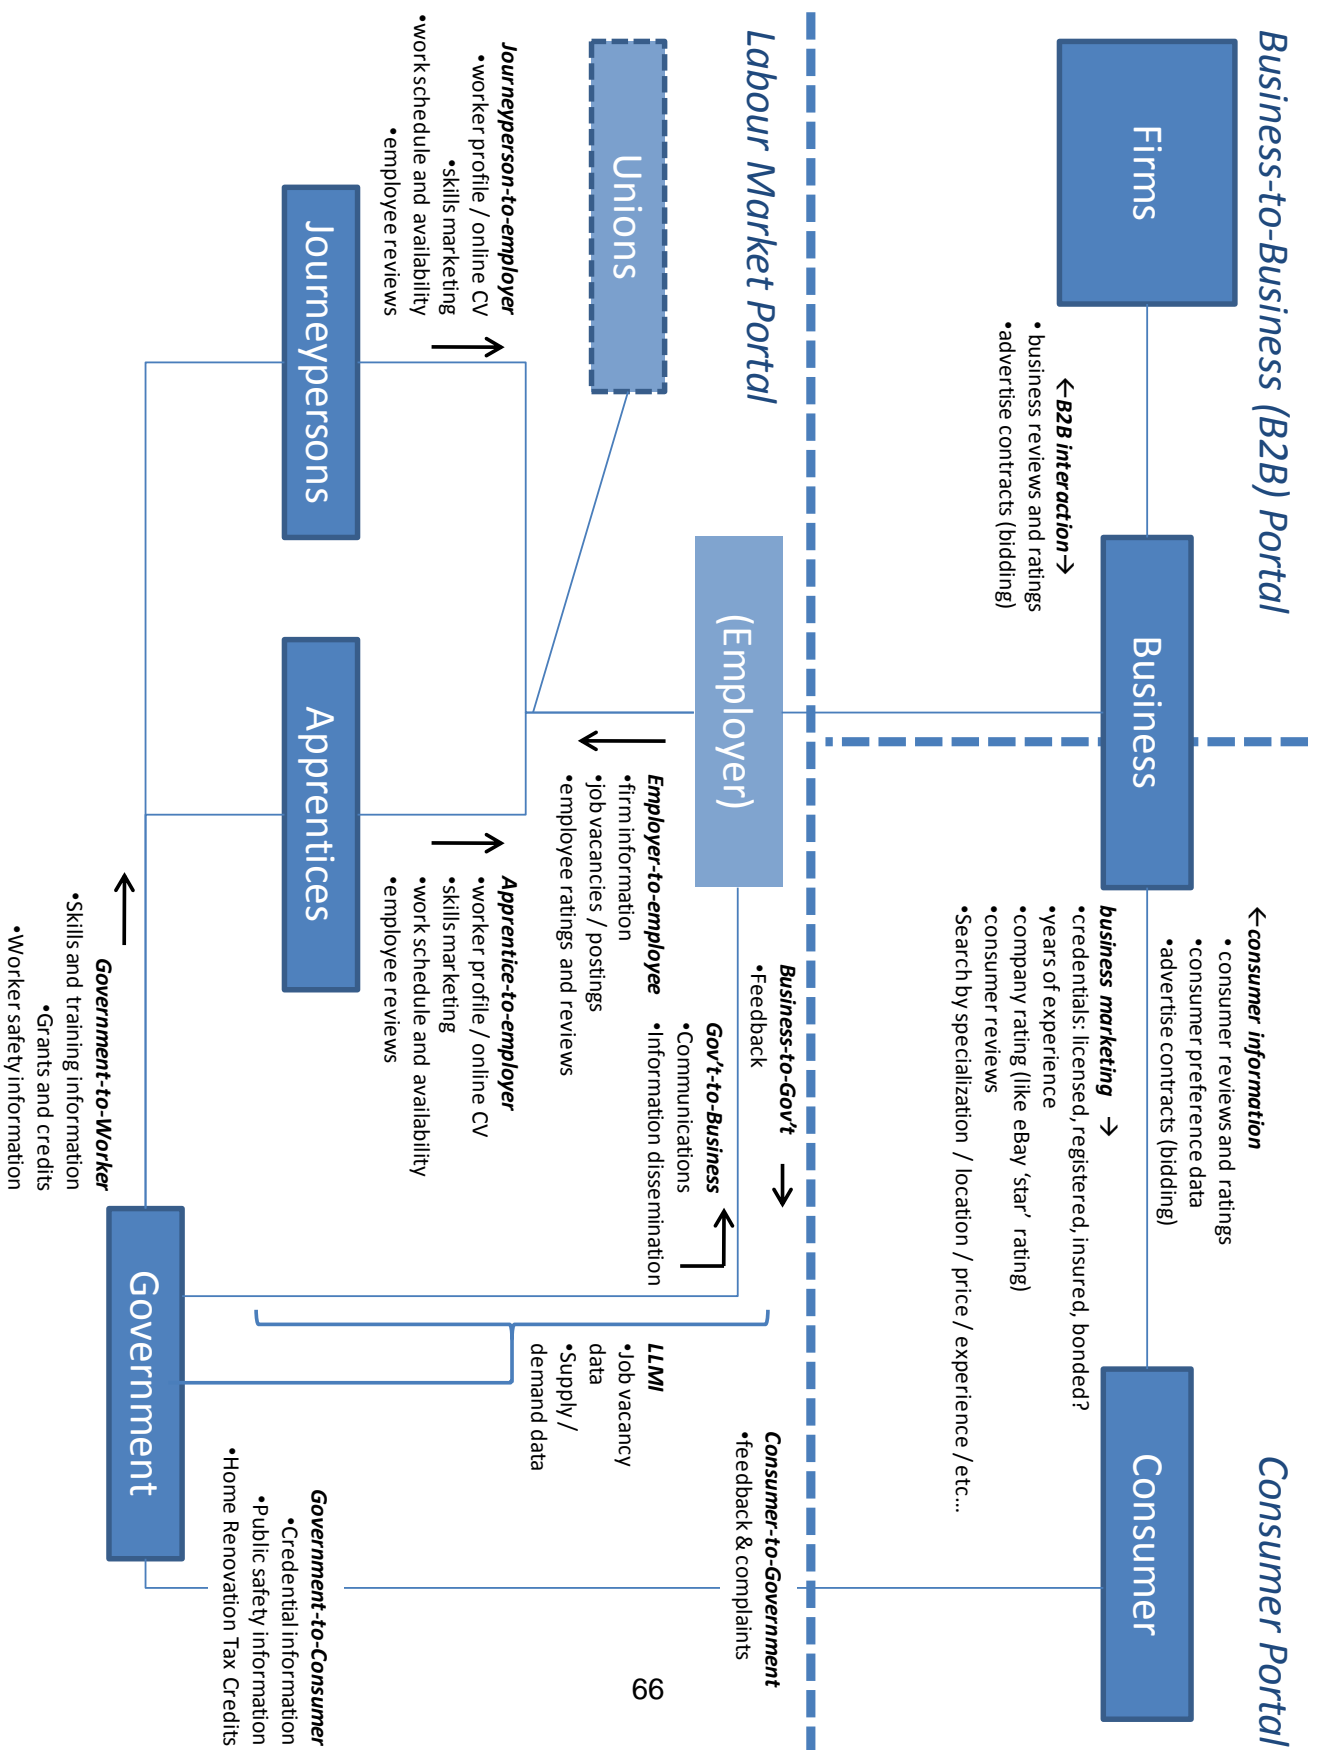 Business-to-Business (B2B) Portal
Consumer Portal
Firms
Business
Consumer
←B2B interaction→
•business reviews and ratings
•advertise contracts (bidding)
←consumer information
•consumer reviews and ratings
•consumer preference data
•advertise contracts (bidding)
business marketing →
•credentials: licensed, registered, insured, bonded?
•years of experience
•company rating (like eBay ‘star’ rating)
•consumer reviews
•Search by specialization / location / price / experience /etc…
Labour Market Portal
Unions
(Employer)
Business-to-Gov’t
•Feedback
Gov’t-to-Business
•Communications
•Information dissemination
Consumer-to-Government
•feedback & complaints
Employer-to-employee
•firm information
•job vacancies / postings
•employee ratings and reviews
LLMI
•Job vacancy
data
•Supply /
demand data
Journeyperson-to-employer
•worker profile / online CV
•skills marketing
•work schedule and availability
•employee reviews
Apprentice-to-employer
•worker profile / online CV
•skills marketing
•work schedule and availability
•employee reviews
Journeypersons
Apprentices
Government
Government-to-Consumer
•Credential information
•Public safety information
•Home Renovation Tax Credits
Government-to-Worker
•Skills and training information
•Grants and credits
•Worker safety information
66